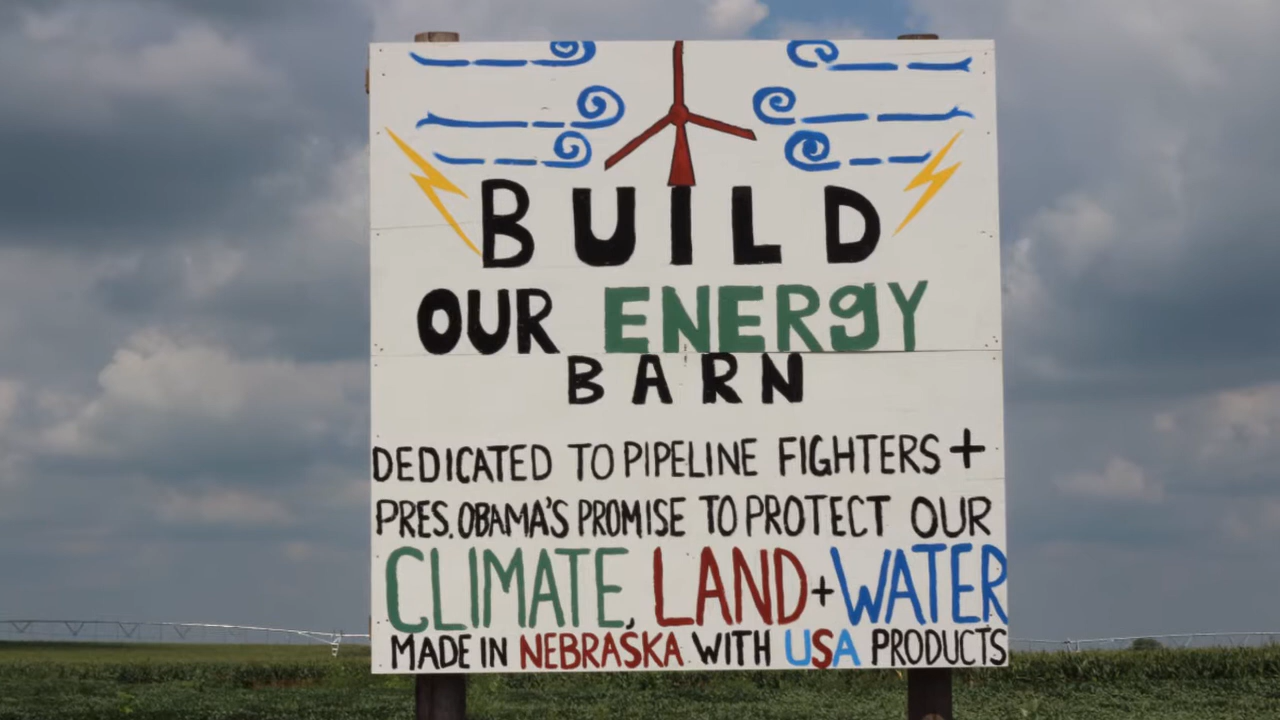 BUILD
OUR ENERGY
BARN
DEDICATED TO PIPELINE FIGHTERS +
PRES. OBAMA'S PROMISE TO PROTECT OUR
CLIMATE, LAND + WATER
MADE IN NEBRASKA WITH USA PRODUCTS